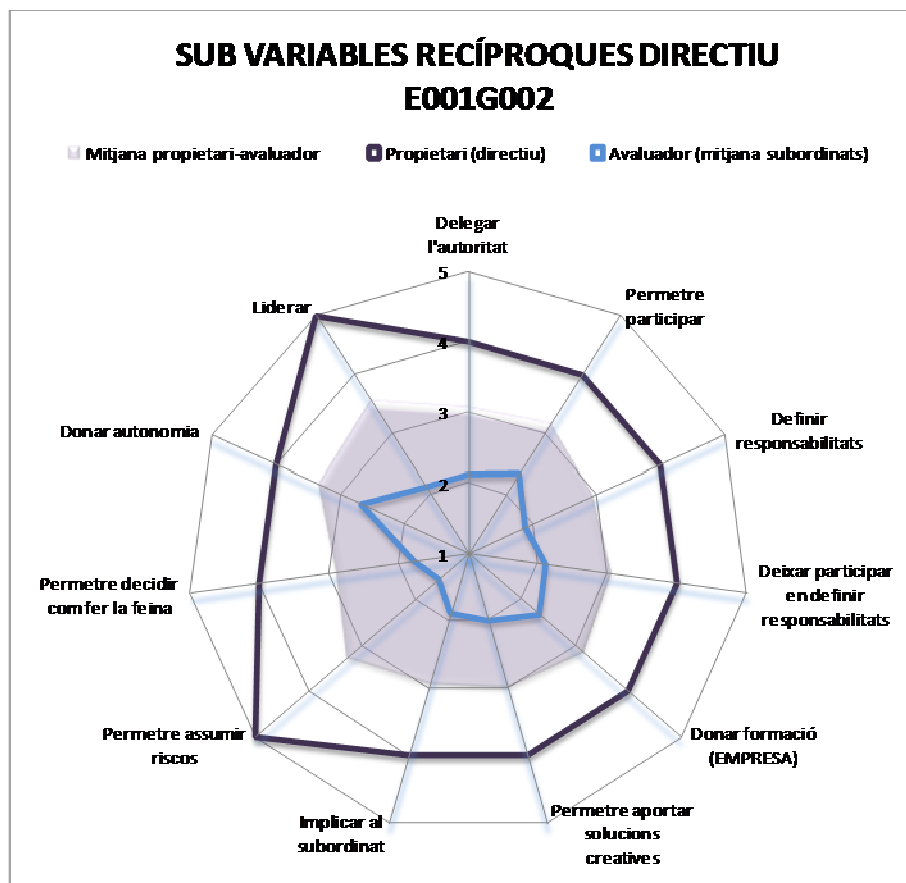 SUB VARIABLES RECÍPROQUES DIRECTIU
E001G002
Mitjana propietari-avaluador
Propietari (directiu)
Avaluador (mitjana subordinats)
Delegar
l'autoritat
Permetre
participar
Definir
responsabilitats
Deixar participar
en definir
responsabilitats
Donar formació
(EMPRESA)
Permetre aportar
solucions
creatives
Implicar al
subordinat
Permetre assumir
riscos
Permetre decidir
com fer la feina
Donar autonomia
Liderar
5
4
3
2
1